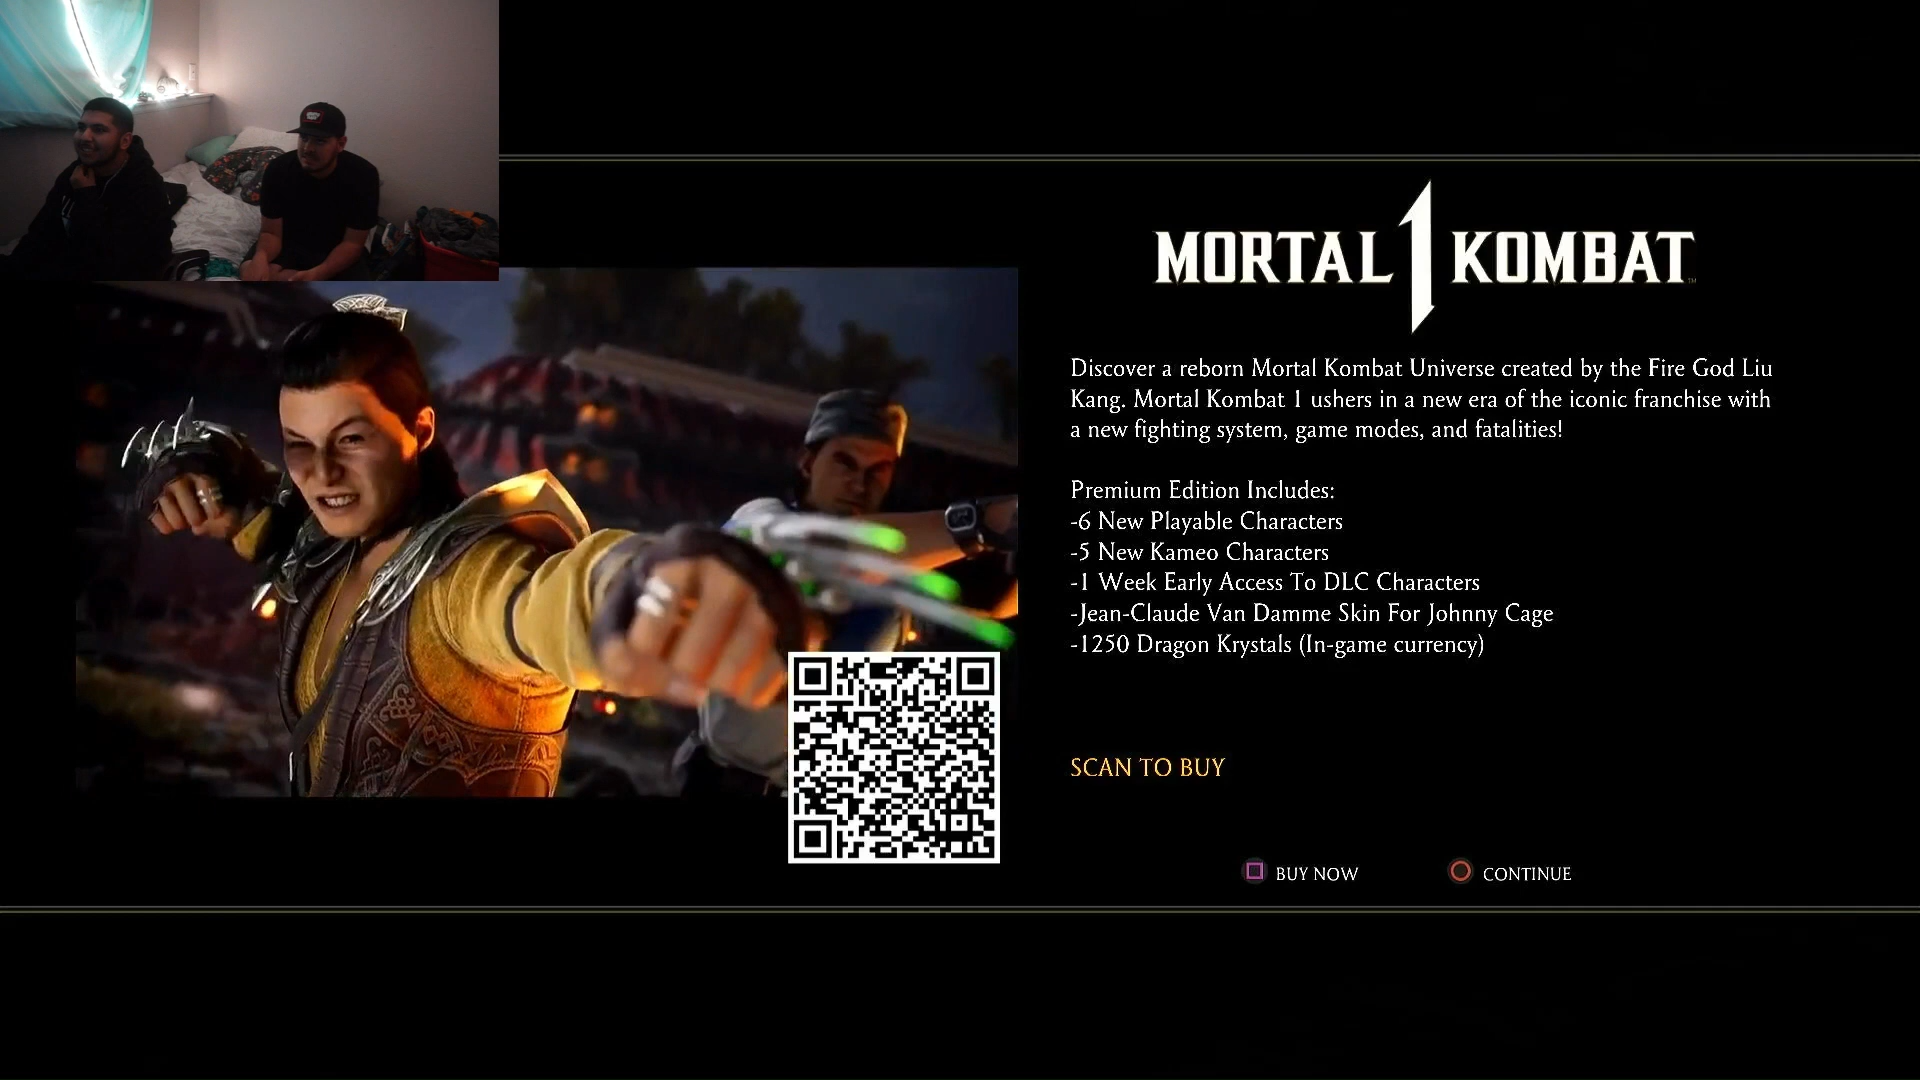 MORTAL 1 KOMBAT
Discover a reborn Mortal Kombat Universe created by the Fire God Liu
Kang. Mortal Kombat 1 ushers in a new era of the iconic franchise with
a new fighting system, game modes, and fatalities!
Premium Edition Includes:
-6 New Playable Characters
-5 New Kameo Characters
-1 Week Early Access To DLC Characters
-Jean-Claude Van Damme Skin For Johnny Cage
-1250 Dragon Krystals (In-game currency)
SCAN TO BUY
BUY NOW
CONTINUE